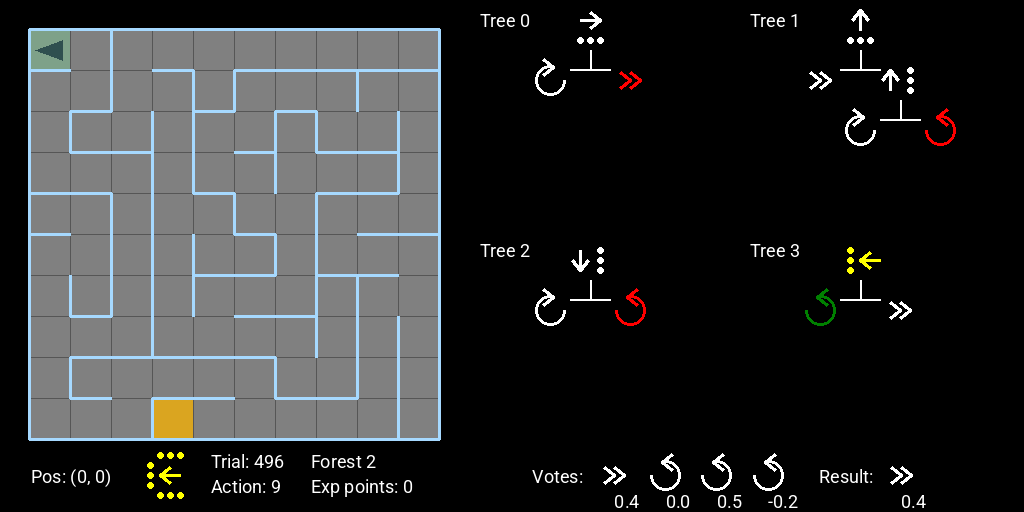 Tree 0
Tree 1
Tree 2
Tree 3
Pos: (0, 0)
Trial: 496
Forest 2
Action: 9
Exp points: 0
Votes:
0.4
0.0
0.5
-0.2
Result:
0.4